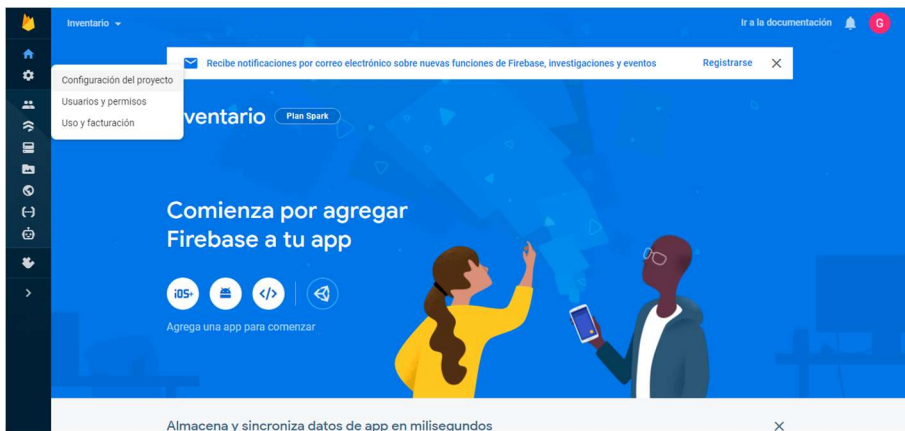 Inventario
Ir a la documentación
G
Recibe notificaciones por correo electrónico sobre nuevas funciones de Firebase, investigaciones y eventos
Registrarse
Configuración del proyecto
Usuarios y permisos
Uso y facturación
ventario
Plan Spark
Comienza por agregar
Firebase a tu app
iOS+
Agrega una app para comenzar
Almacena y sincroniza datos de app en milisegundos